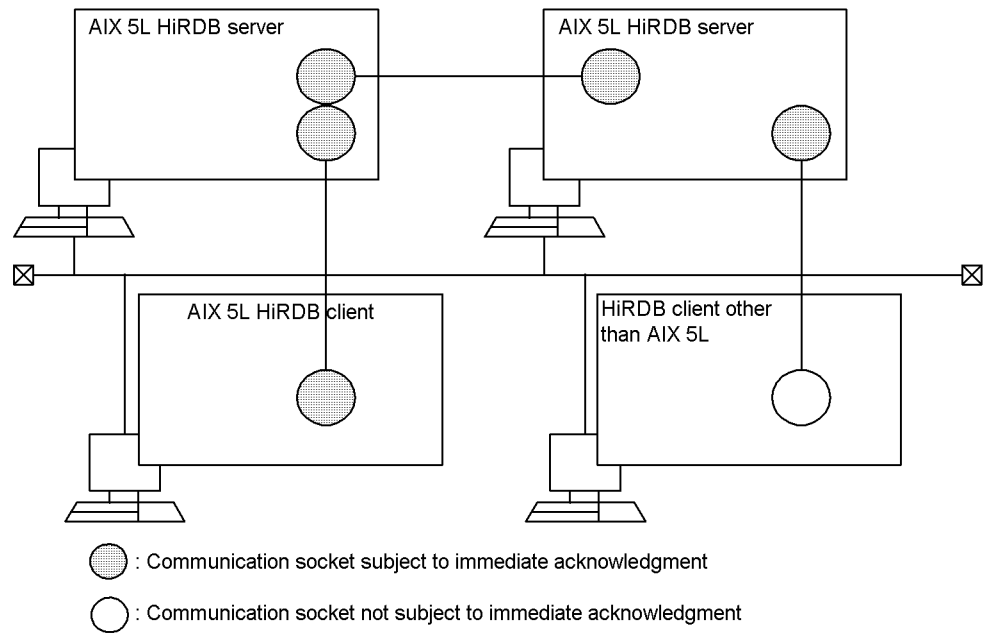 AIX 5L HiRDB server
AIX 5L HiRDB server
AIX 5L HiRDB client
HiRDB client other
than AIX 5L
: Communication socket subject to immediate acknowledgment
: Communication socket not subject to immediate acknowledgment